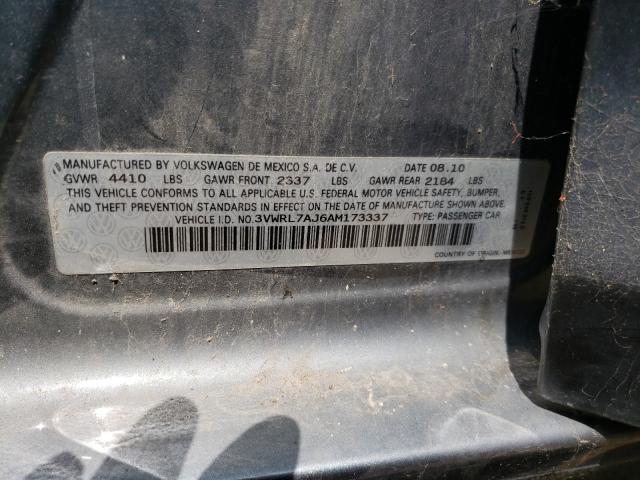 MANUFACTURED BY VOLKSWAGEN DE MEXICO S.A. DE C.V. DATE 08.10
GVWR 4410 LBS GAWR FRONT 2337 LBS GAWR REAR 2184 LBS
THIS VEHICLE CONFORMS TO ALL APPLICABLE U.S. FEDERAL MOTOR VEHICLE SAFETY, BUMPER,
AND THEFT PREVENTION STANDARDS IN EFFECT ON THE DATE OF MANUFACTURE SHOWN ABOVE.
VEHICLE I.D. NO. 3VWRL7AJ6AM173337 TYPE: PASSENGER CAR
COUNTRY OF ORIGIN: MEXICO